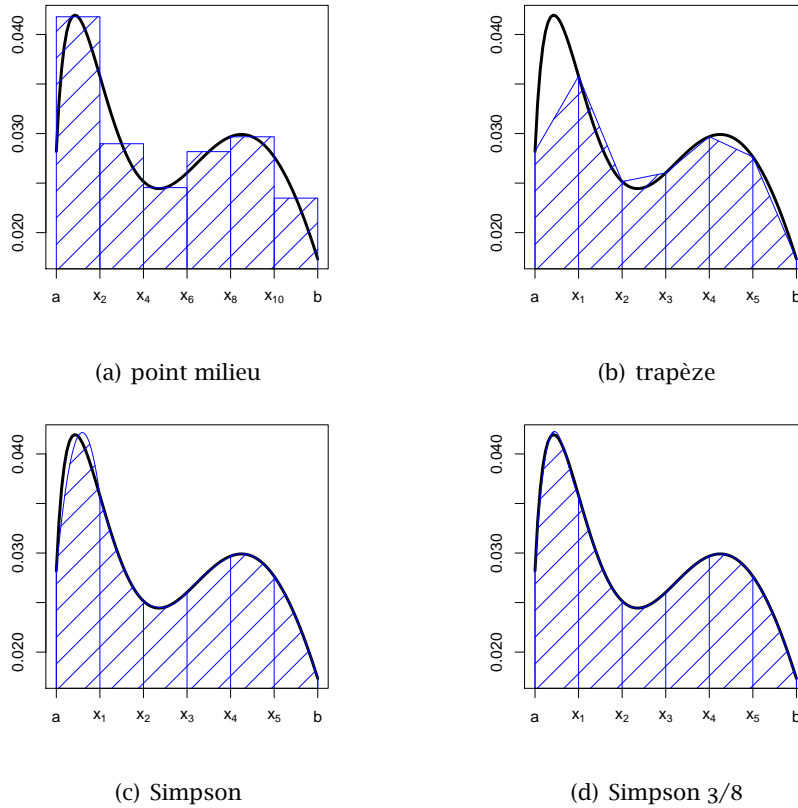 0.040
0.030
0.020
a x₂ x₄ x₆ x₈ x₁₀ b
(a) point milieu
0.040
0.030
0.020
a x₁ x₂ x₃ x₄ x₅ b
(b) trapèze
0.040
0.030
0.020
a x₁ x₂ x₃ x₄ x₅ b
(c) Simpson
0.040
0.030
0.020
a x₁ x₂ x₃ x₄ x₅ b
(d) Simpson 3/8